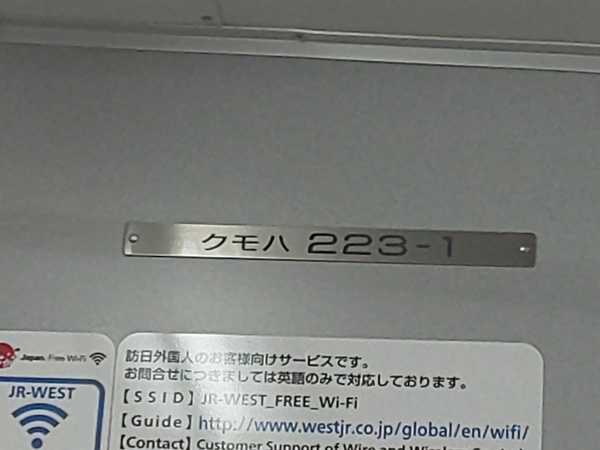 クモハ 223-1
Japan. Free Wi-Fi
JR-WEST
訪日外国人のお客様向けサービスです。
お問合せにつきましては英語のみで対応しております。
【SSID】JR-WEST_FREE_Wi-Fi
【Guide】http://www.westjr.co.jp/global/en/wifi/
【Contact】Customer Support of Wire and